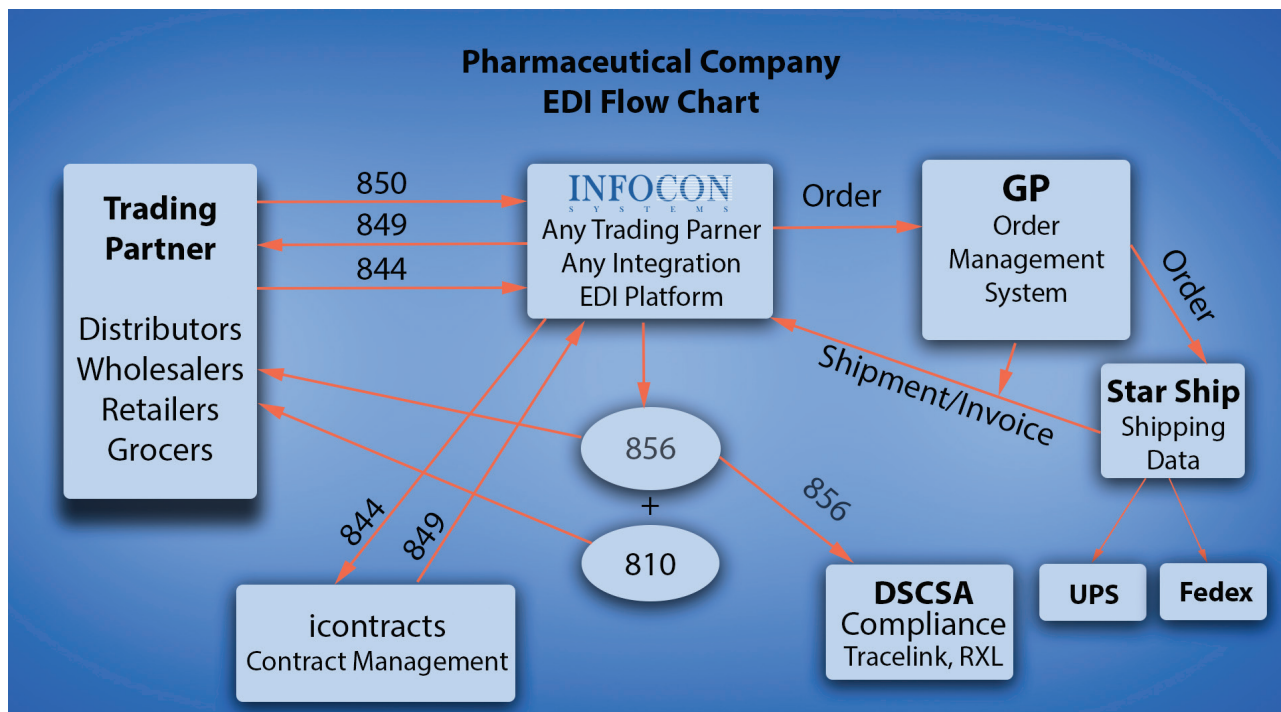 Pharmaceutical Company
EDI Flow Chart
Trading
Partner
Distributors
Wholesalers
Retailers
Grocers
850
849
844
INFOCON
SYSTEMS
Any Trading Parner
Any Integration
EDI Platform
Order
GP
Order
Management
System
Order
Shipment/Invoice
Star Ship
Shipping
Data
856
+
810
856
844
849
icontracts
Contract Management
DSCSA
Compliance
Tracelink, RXL
UPS
Fedex